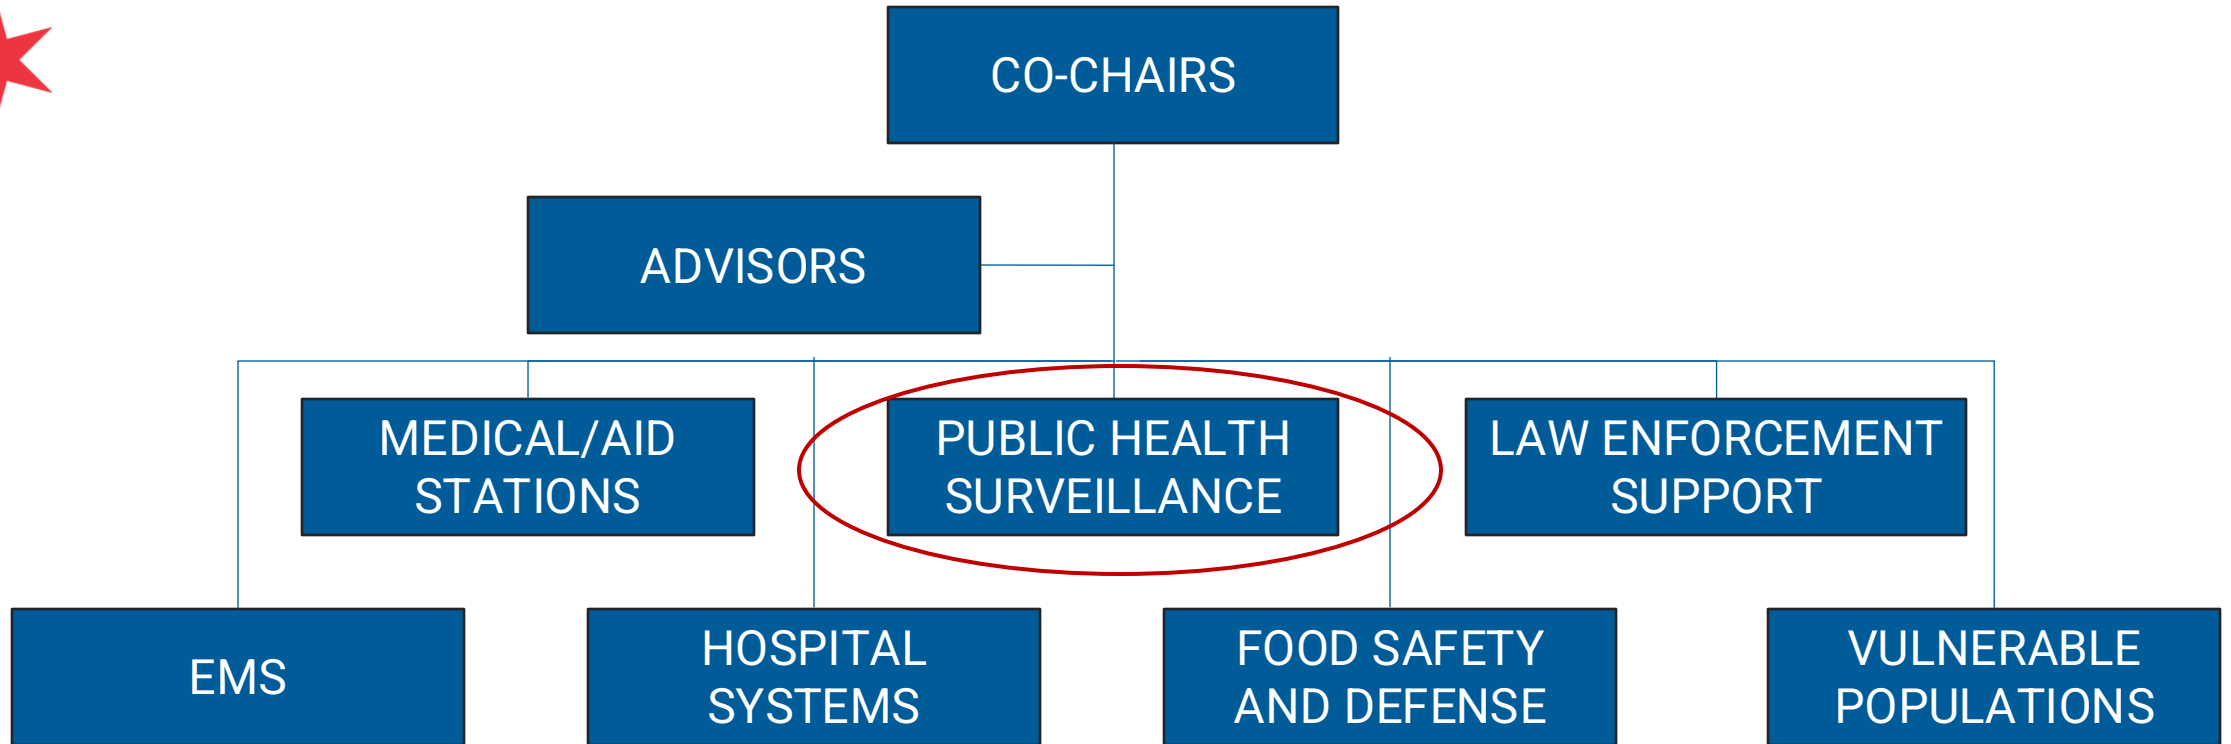 CO-CHAIRS
ADVISORS
MEDICAL/AID
STATIONS
PUBLIC HEALTH
SURVEILLANCE
LAW ENFORCEMENT
SUPPORT
EMS
HOSPITAL
SYSTEMS
FOOD SAFETY
AND DEFENSE
VULNERABLE
POPULATIONS